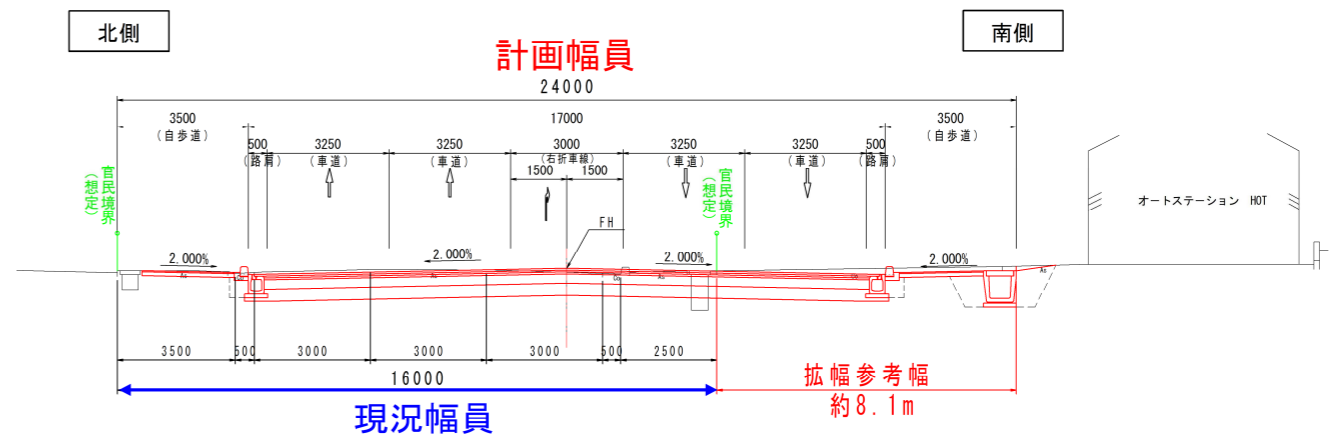 北側
南側
計画幅員
24000
3500
17000
3500
(自歩道)
(自歩道)
500
3250
3250
3000
3250
3250
500
(路肩)
(車道)
(車道)
(右折車線)
(車道)
(車道)
(路肩)
1500
1500
官民境界
(想定)
官民境界
(想定)
オートステーション HOT
FH
2.000%
2.000%
2.000%
2.000%
As
As
As
3500
500
3000
3000
3000
500
2500
16000
拡幅参考幅
現況幅員
約8.1m